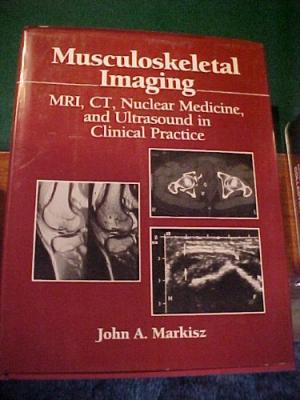 Musculoskeletal
Imaging
MRI, CT, Nuclear Medicine,
and Ultrasound in
Clinical Practice
John A. Markisz